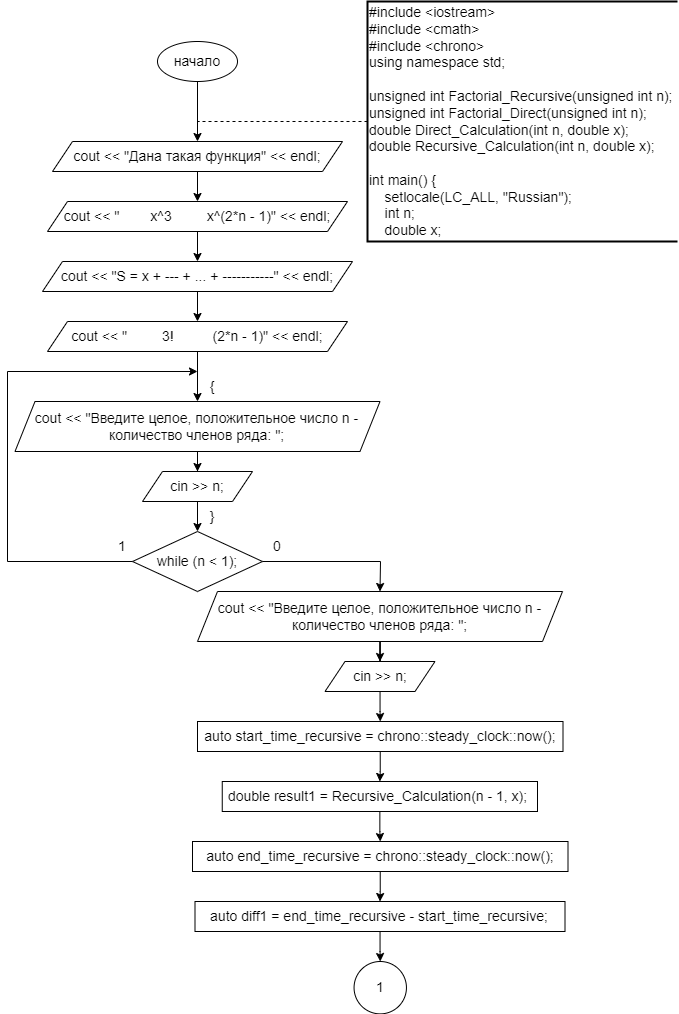 #include <iostream>
#include <cmath>
#include <chrono>
using namespace std;
unsigned int Factorial_Recursive(unsigned int n);
unsigned int Factorial_Direct(unsigned int n);
double Direct_Calculation(int n, double x);
double Recursive_Calculation(int n, double x);
int main() {
setlocale(LC_ALL, "Russian");
int n;
double x;
начало
cout << "Дана такая функция" << endl;
cout << "         x^3         x^(2*n - 1)" << endl;
cout << "S = x + --- + ... + -----------" << endl;
cout << "         3!          (2*n - 1)" << endl;
{
cout << "Введите целое, положительное число n -
количество членов ряда: ";
cin >> n;
}
1
0
while (n < 1);
cout << "Введите целое, положительное число n -
количество членов ряда: ";
cin >> n;
auto start_time_recursive = chrono::steady_clock::now();
double result1 = Recursive_Calculation(n - 1, x);
auto end_time_recursive = chrono::steady_clock::now();
auto diff1 = end_time_recursive - start_time_recursive;
1